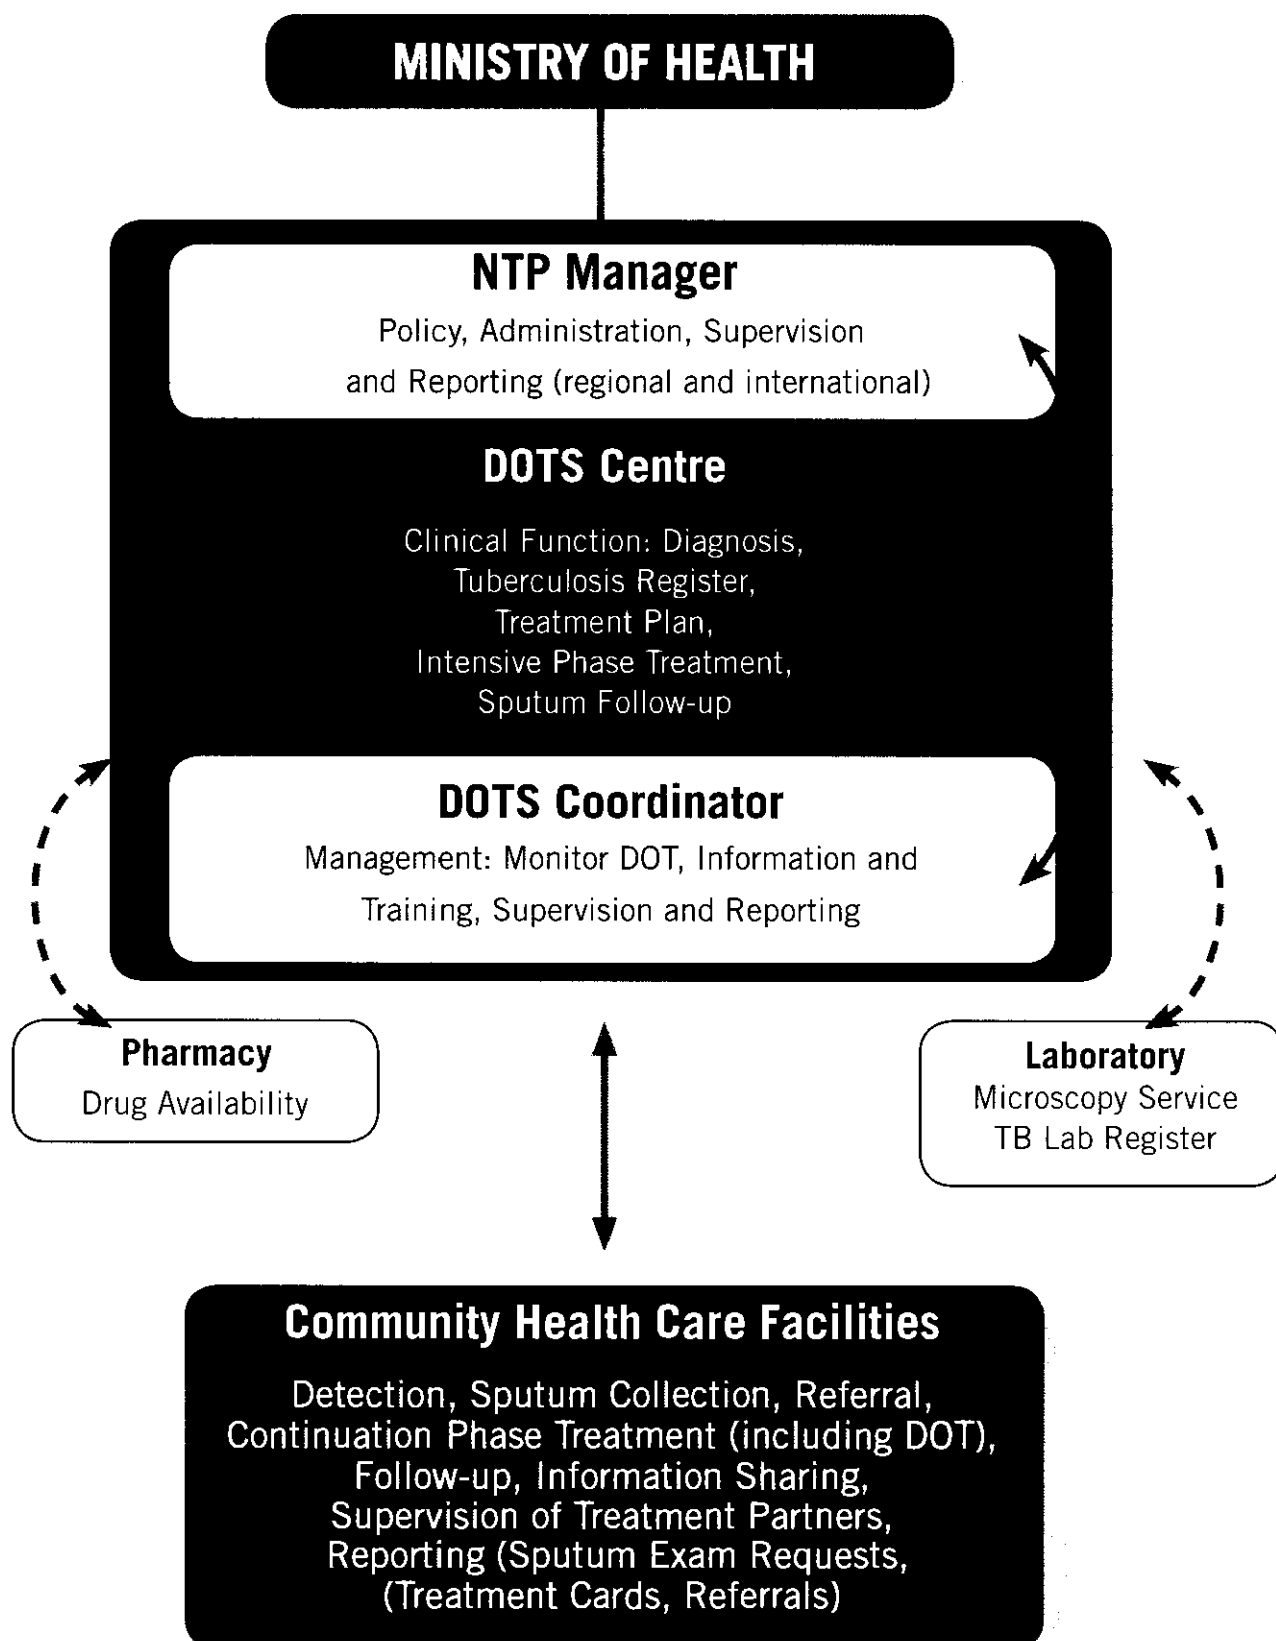 MINISTRY OF HEALTH
NTP Manager
Policy, Administration, Supervision
and Reporting (regional and international)
DOTS Centre
Clinical Function: Diagnosis,
Tuberculosis Register,
Treatment Plan,
Intensive Phase Treatment,
Sputum Follow-up
DOTS Coordinator
Management: Monitor DOT, Information and
Training, Supervision and Reporting
Pharmacy
Drug Availability
Laboratory
Microscopy Service
TB Lab Register
Community Health Care Facilities
Detection, Sputum Collection, Referral,
Continuation Phase Treatment (including DOT),
Follow-up, Information Sharing,
Supervision of Treatment Partners,
Reporting (Sputum Exam Requests,
(Treatment Cards, Referrals)